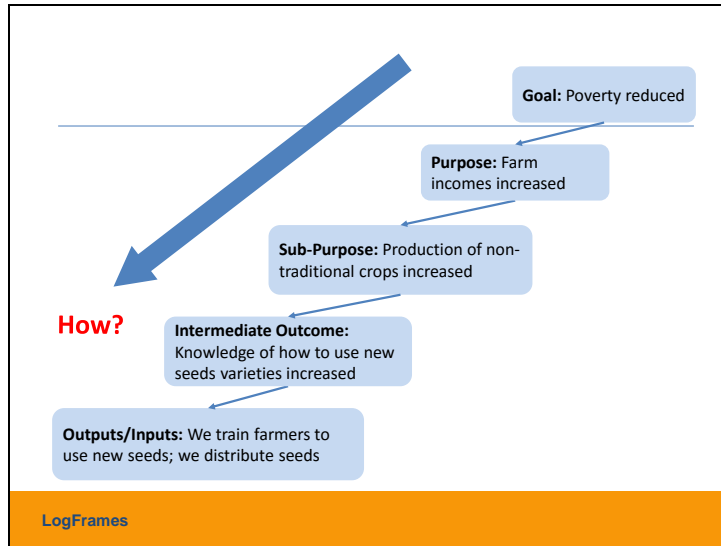 Goal: Poverty reduced
Purpose: Farm
incomes increased
Sub-Purpose: Production of non-
traditional crops increased
How?
Intermediate Outcome:
Knowledge of how to use new
seeds varieties increased
Outputs/Inputs: We train farmers to
use new seeds; we distribute seeds
LogFrames